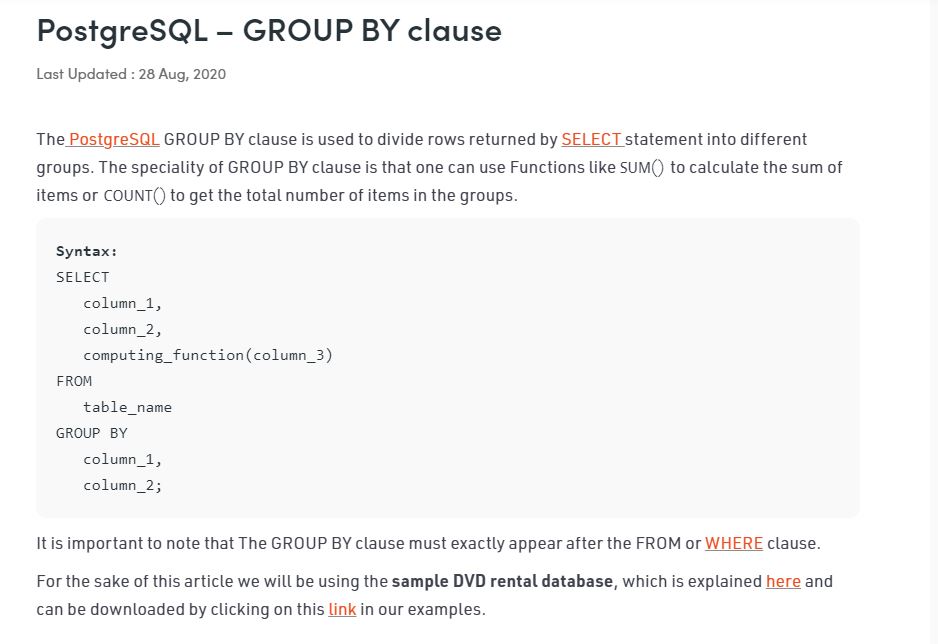 PostgreSQL – GROUP BY clause
Last Updated : 28 Aug, 2020
The PostgreSQL GROUP BY clause is used to divide rows returned by SELECT statement into different
groups. The speciality of GROUP BY clause is that one can use Functions like SUM() to calculate the sum of
items or COUNT() to get the total number of items in the groups.
Syntax:
SELECT
   column_1,
   column_2,
   computing_function(column_3)
FROM
   table_name
GROUP BY
   column_1,
   column_2;
It is important to note that The GROUP BY clause must exactly appear after the FROM or WHERE clause.
For the sake of this article we will be using the sample DVD rental database, which is explained here and
can be downloaded by clicking on this link in our examples.